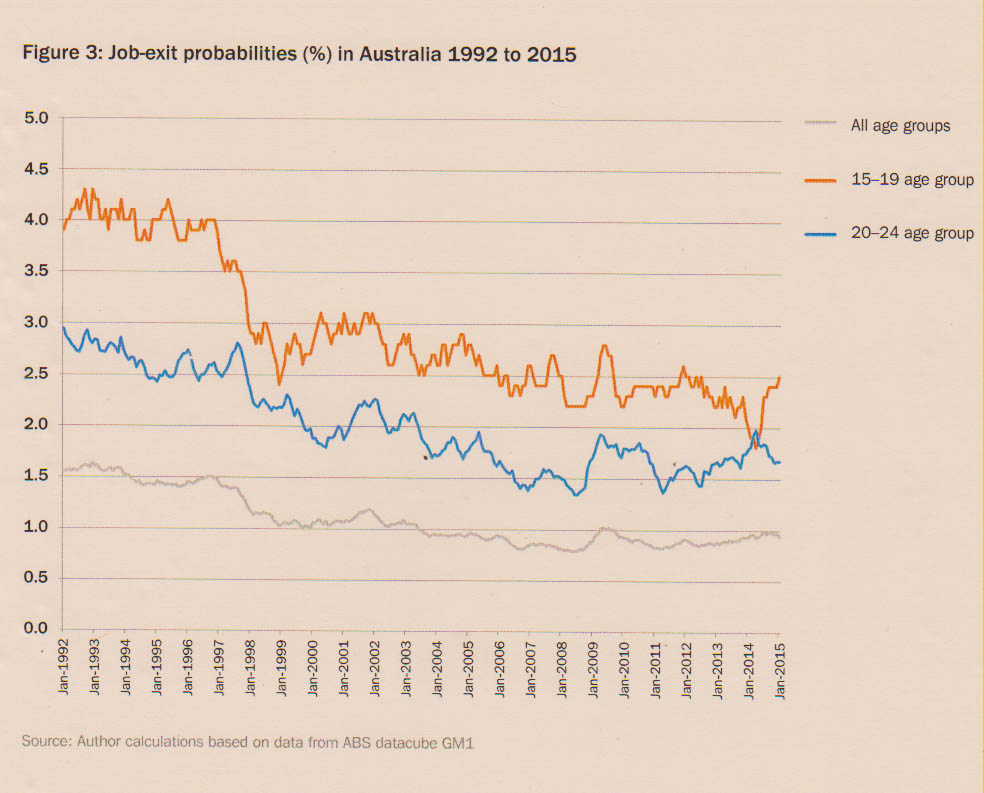 Figure 3: Job-exit probabilities (%) in Australia 1992 to 2015
5.0
4.5
4.0
3.5
3.0
2.5
2.0
1.5
1.0
0.5
0.0
All age groups
15–19 age group
20–24 age group
Jan-1992
Jan-1993
Jan-1994
Jan-1995
Jan-1996
Jan-1997
Jan-1998
Jan-1999
Jan-2000
Jan-2001
Jan-2002
Jan-2003
Jan-2004
Jan-2005
Jan-2006
Jan-2007
Jan-2008
Jan-2009
Jan-2010
Jan-2011
Jan-2012
Jan-2013
Jan-2014
Jan-2015
Source: Author calculations based on data from ABS datacube GM1